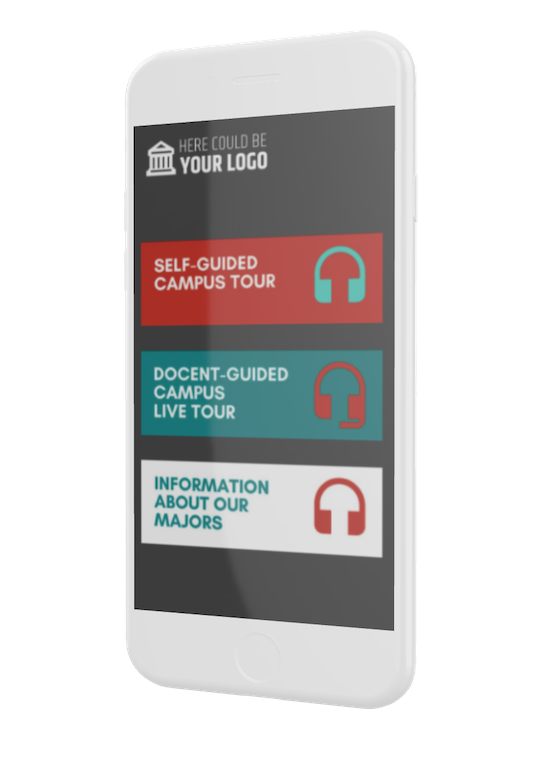 HERE COULD BE
YOUR LOGO
SELF-GUIDED
CAMPUS TOUR
DOCENT-GUIDED
CAMPUS
LIVE TOUR
INFORMATION
ABOUT OUR
MAJORS